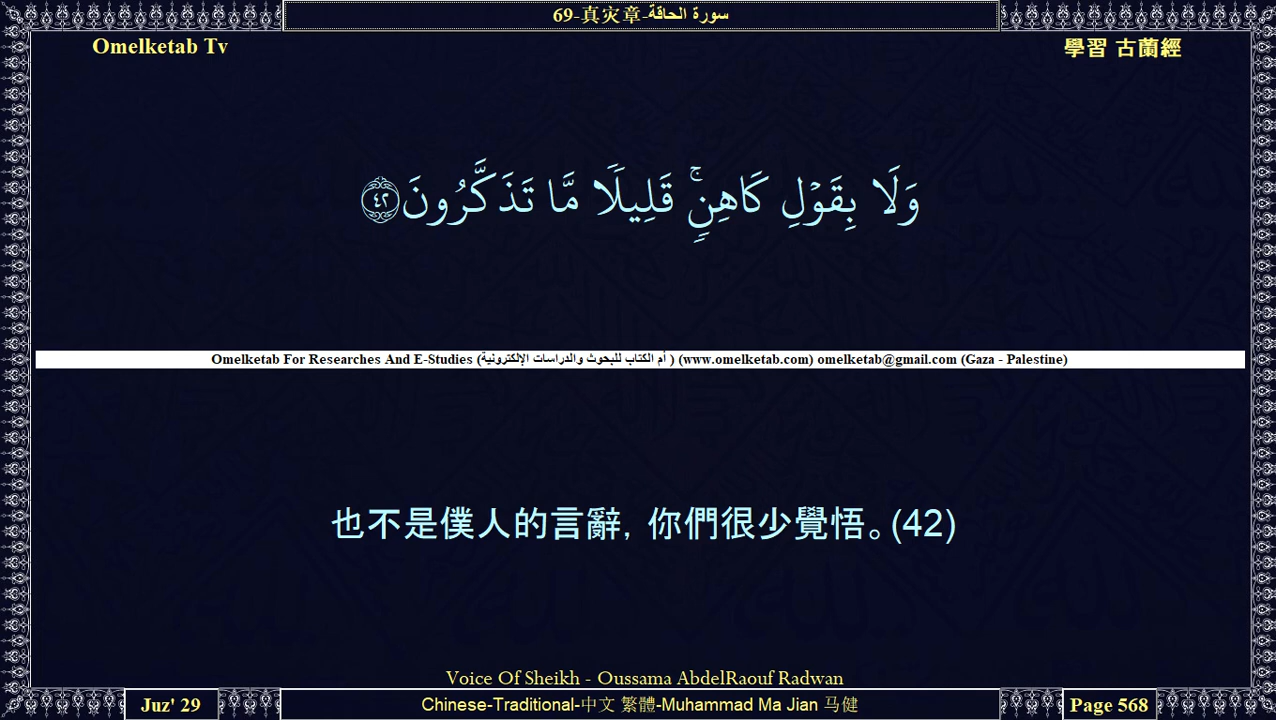 69-真灾章-سورة الحاقة
Omelketab Tv
學習 古蘭經
وَلَا بِقَوۡلِ كَاهِنٖۚ قَلِيلٗا مَّا تَذَكَّرُونَ ٤٢
Omelketab For Researches And E-Studies (أم الكتاب للبحوث والدراسات الإلكترونية ) (www.omelketab.com) omelketab@gmail.com (Gaza - Palestine)
也不是僕人的言辭，你們很少覺悟。(42)
Voice Of Sheikh - Oussama AbdelRaouf Radwan
Juz' 29
Chinese-Traditional-中文 繁體-Muhammad Ma Jian 马健
Page 568